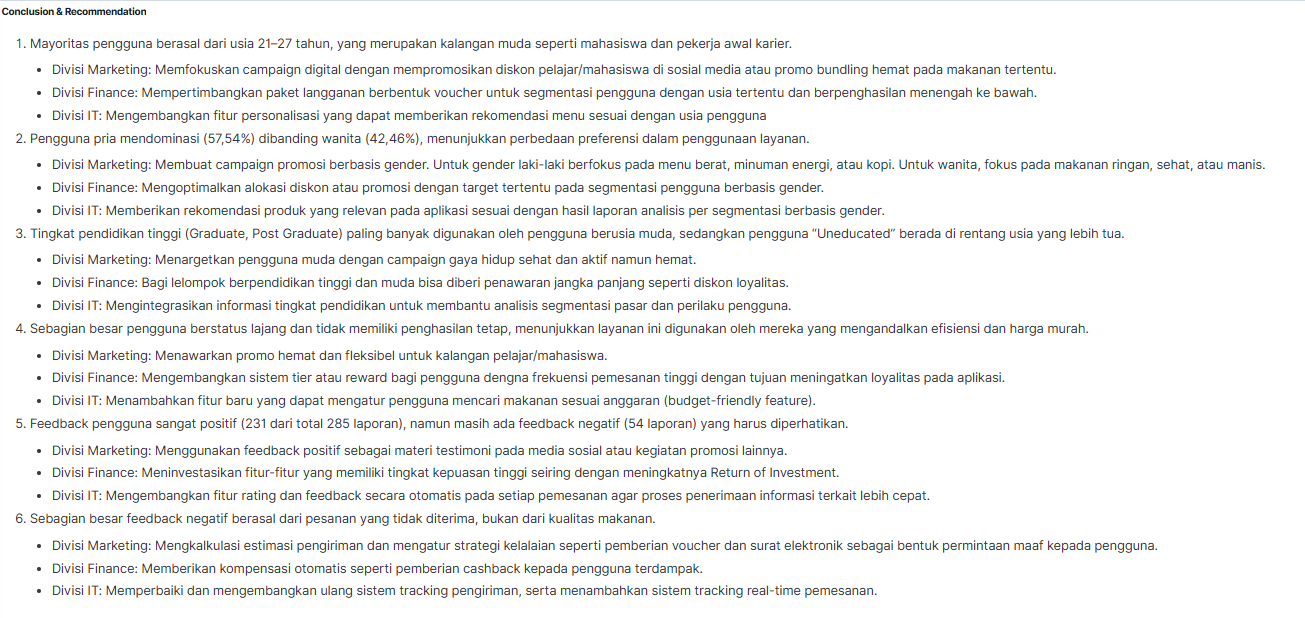 Conclusion & Recommendation
1. Mayoritas pengguna berasal dari usia 21–27 tahun, yang merupakan kalangan muda seperti mahasiswa dan pekerja awal karier.
• Divisi Marketing: Memfokuskan campaign digital dengan mempromosikan diskon pelajar/mahasiswa di sosial media atau promo bundling hemat pada makanan tertentu.
• Divisi Finance: Mempertimbangkan paket langganan berbentuk voucher untuk segmentasi pengguna dengan usia tertentu dan berpenghasilan menengah ke bawah.
• Divisi IT: Mengembangkan fitur personalisasi yang dapat memberikan rekomendasi menu sesuai dengan usia pengguna
2. Pengguna pria mendominasi (57,54%) dibanding wanita (42,46%), menunjukkan perbedaan preferensi dalam penggunaan layanan.
• Divisi Marketing: Membuat campaign promosi berbasis gender. Untuk gender laki-laki berfokus pada menu berat, minuman energi, atau kopi. Untuk wanita, fokus pada makanan ringan, sehat, atau manis.
• Divisi Finance: Mengoptimalkan alokasi diskon atau promosi dengan target tertentu pada segmentasi pengguna berbasis gender.
• Divisi IT: Memberikan rekomendasi produk yang relevan pada aplikasi sesuai dengan hasil laporan analisis per segmentasi berbasis gender.
3. Tingkat pendidikan tinggi (Graduate, Post Graduate) paling banyak digunakan oleh pengguna berusia muda, sedangkan pengguna “Uneducated” berada di rentang usia yang lebih tua.
• Divisi Marketing: Menargetkan pengguna muda dengan campaign gaya hidup sehat dan aktif namun hemat.
• Divisi Finance: Bagi lelompok berpendidikan tinggi dan muda bisa diberi penawaran jangka panjang seperti diskon loyalitas.
• Divisi IT: Mengintegrasikan informasi tingkat pendidikan untuk membantu analisis segmentasi pasar dan perilaku pengguna.
4. Sebagian besar pengguna berstatus lajang dan tidak memiliki penghasilan tetap, menunjukkan layanan ini digunakan oleh mereka yang mengandalkan efisiensi dan harga murah.
• Divisi Marketing: Menawarkan promo hemat dan fleksibel untuk kalangan pelajar/mahasiswa.
• Divisi Finance: Mengembangkan sistem tier atau reward bagi pengguna dengna frekuensi pemesanan tinggi dengan tujuan meningatkan loyalitas pada aplikasi.
• Divisi IT: Menambahkan fitur baru yang dapat mengatur pengguna mencari makanan sesuai anggaran (budget-friendly feature).
5. Feedback pengguna sangat positif (231 dari total 285 laporan), namun masih ada feedback negatif (54 laporan) yang harus diperhatikan.
• Divisi Marketing: Menggunakan feedback positif sebagai materi testimoni pada media sosial atau kegiatan promosi lainnya.
• Divisi Finance: Meninvestasikan fitur-fitur yang memiliki tingkat kepuasan tinggi seiring dengan meningkatnya Return of Investment.
• Divisi IT: Mengembangkan fitur rating dan feedback secara otomatis pada setiap pemesanan agar proses penerimaan informasi terkait lebih cepat.
6. Sebagian besar feedback negatif berasal dari pesanan yang tidak diterima, bukan dari kualitas makanan.
• Divisi Marketing: Mengkalkulasi estimasi pengiriman dan mengatur strategi kelalaian seperti pemberian voucher dan surat elektronik sebagai bentuk permintaan maaf kepada pengguna.
• Divisi Finance: Memberikan kompensasi otomatis seperti pemberian cashback kepada pengguna terdampak.
• Divisi IT: Memperbaiki dan mengembangkan ulang sistem tracking pengiriman, serta menambahkan sistem tracking real-time pemesanan.